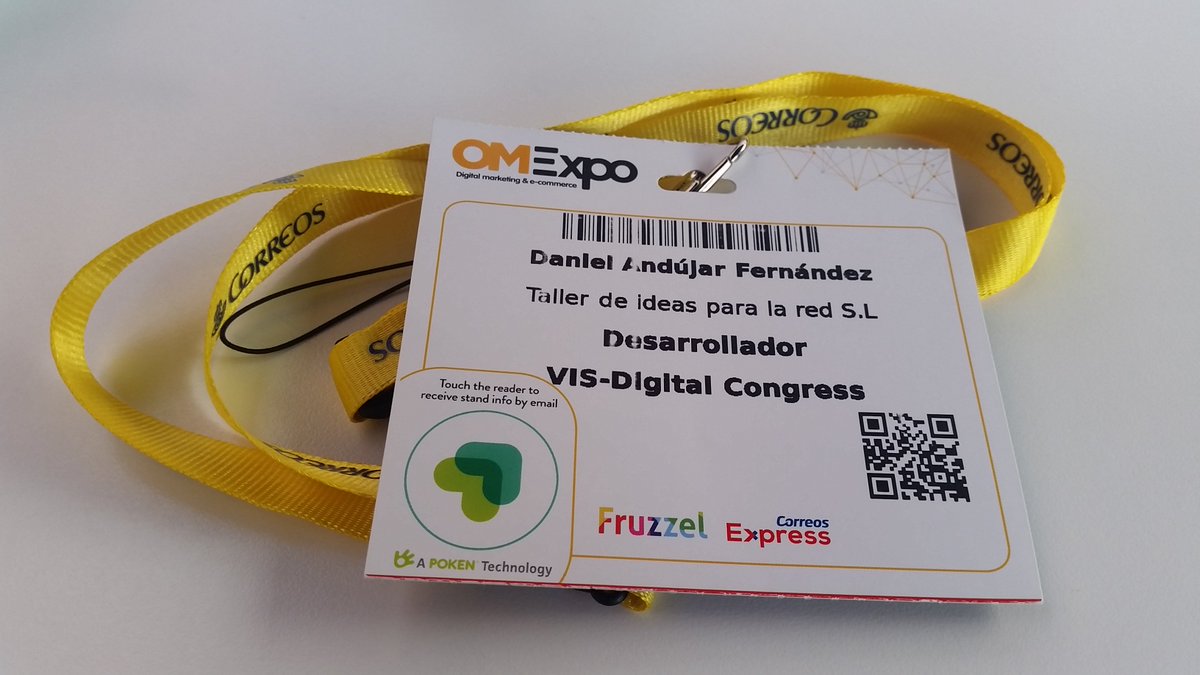 CORREOS
CORREOS
CORREOS
OMExpo
Digital marketing & e-commerce
Daniel Andújar Fernández
Taller de ideas para la red S.L
Desarrollador
VIS-Digital Congress
Touch the reader to
receive stand info by email
Fruzzel
Correos
Express
A POKEN Technology